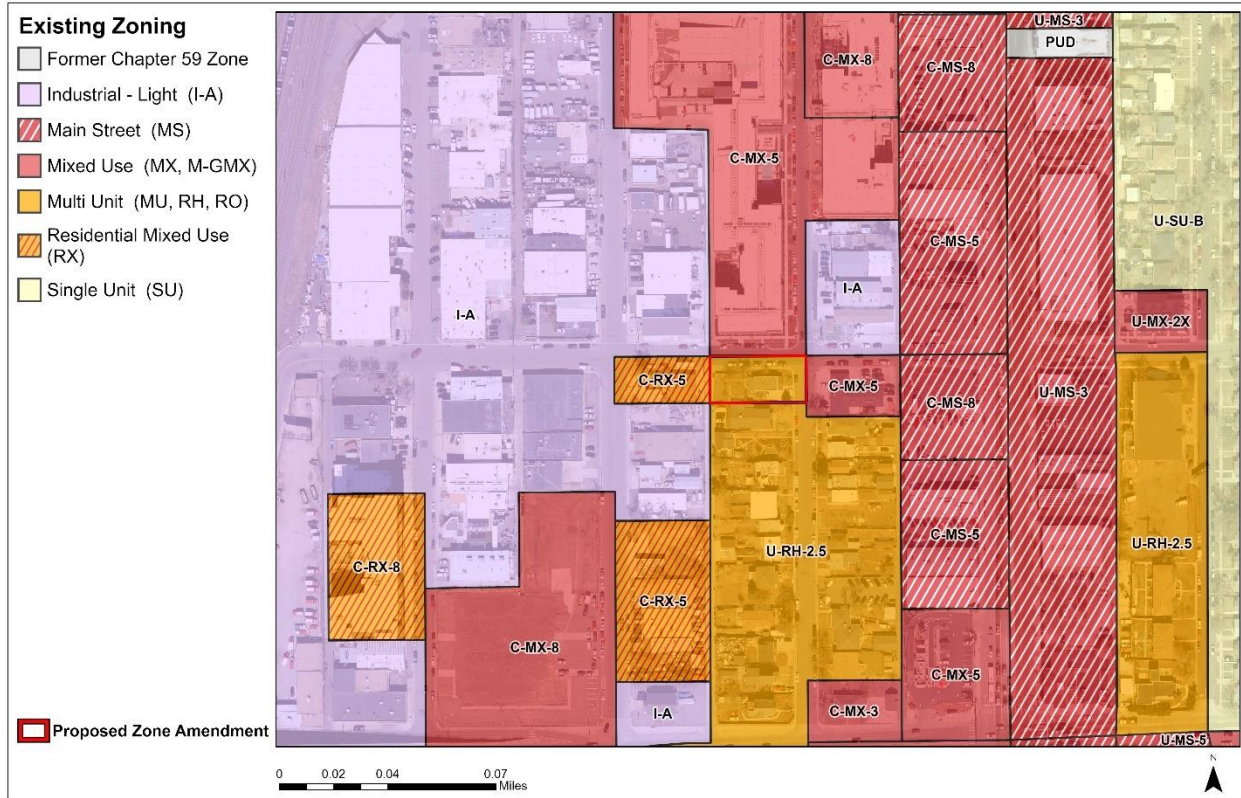 Existing Zoning
Former Chapter 59 Zone
Industrial - Light (I-A)
Main Street (MS)
Mixed Use (MX, M-GMX)
Multi Unit (MU, RH, RO)
Residential Mixed Use
(RX)
Single Unit (SU)
Proposed Zone Amendment
U-MS-3
PUD
C-MX-8
C-MS-8
C-MX-5
C-MS-5
U-SU-B
I-A
I-A
U-MX-2X
C-RX-5
C-MX-5
C-MS-8
U-MS-3
C-MS-5
U-RH-2.5
U-RH-2.5
C-RX-8
C-RX-5
C-MX-8
C-MX-5
I-A
C-MX-3
U-MS-5
0 0.02 0.04 0.07
Miles
N